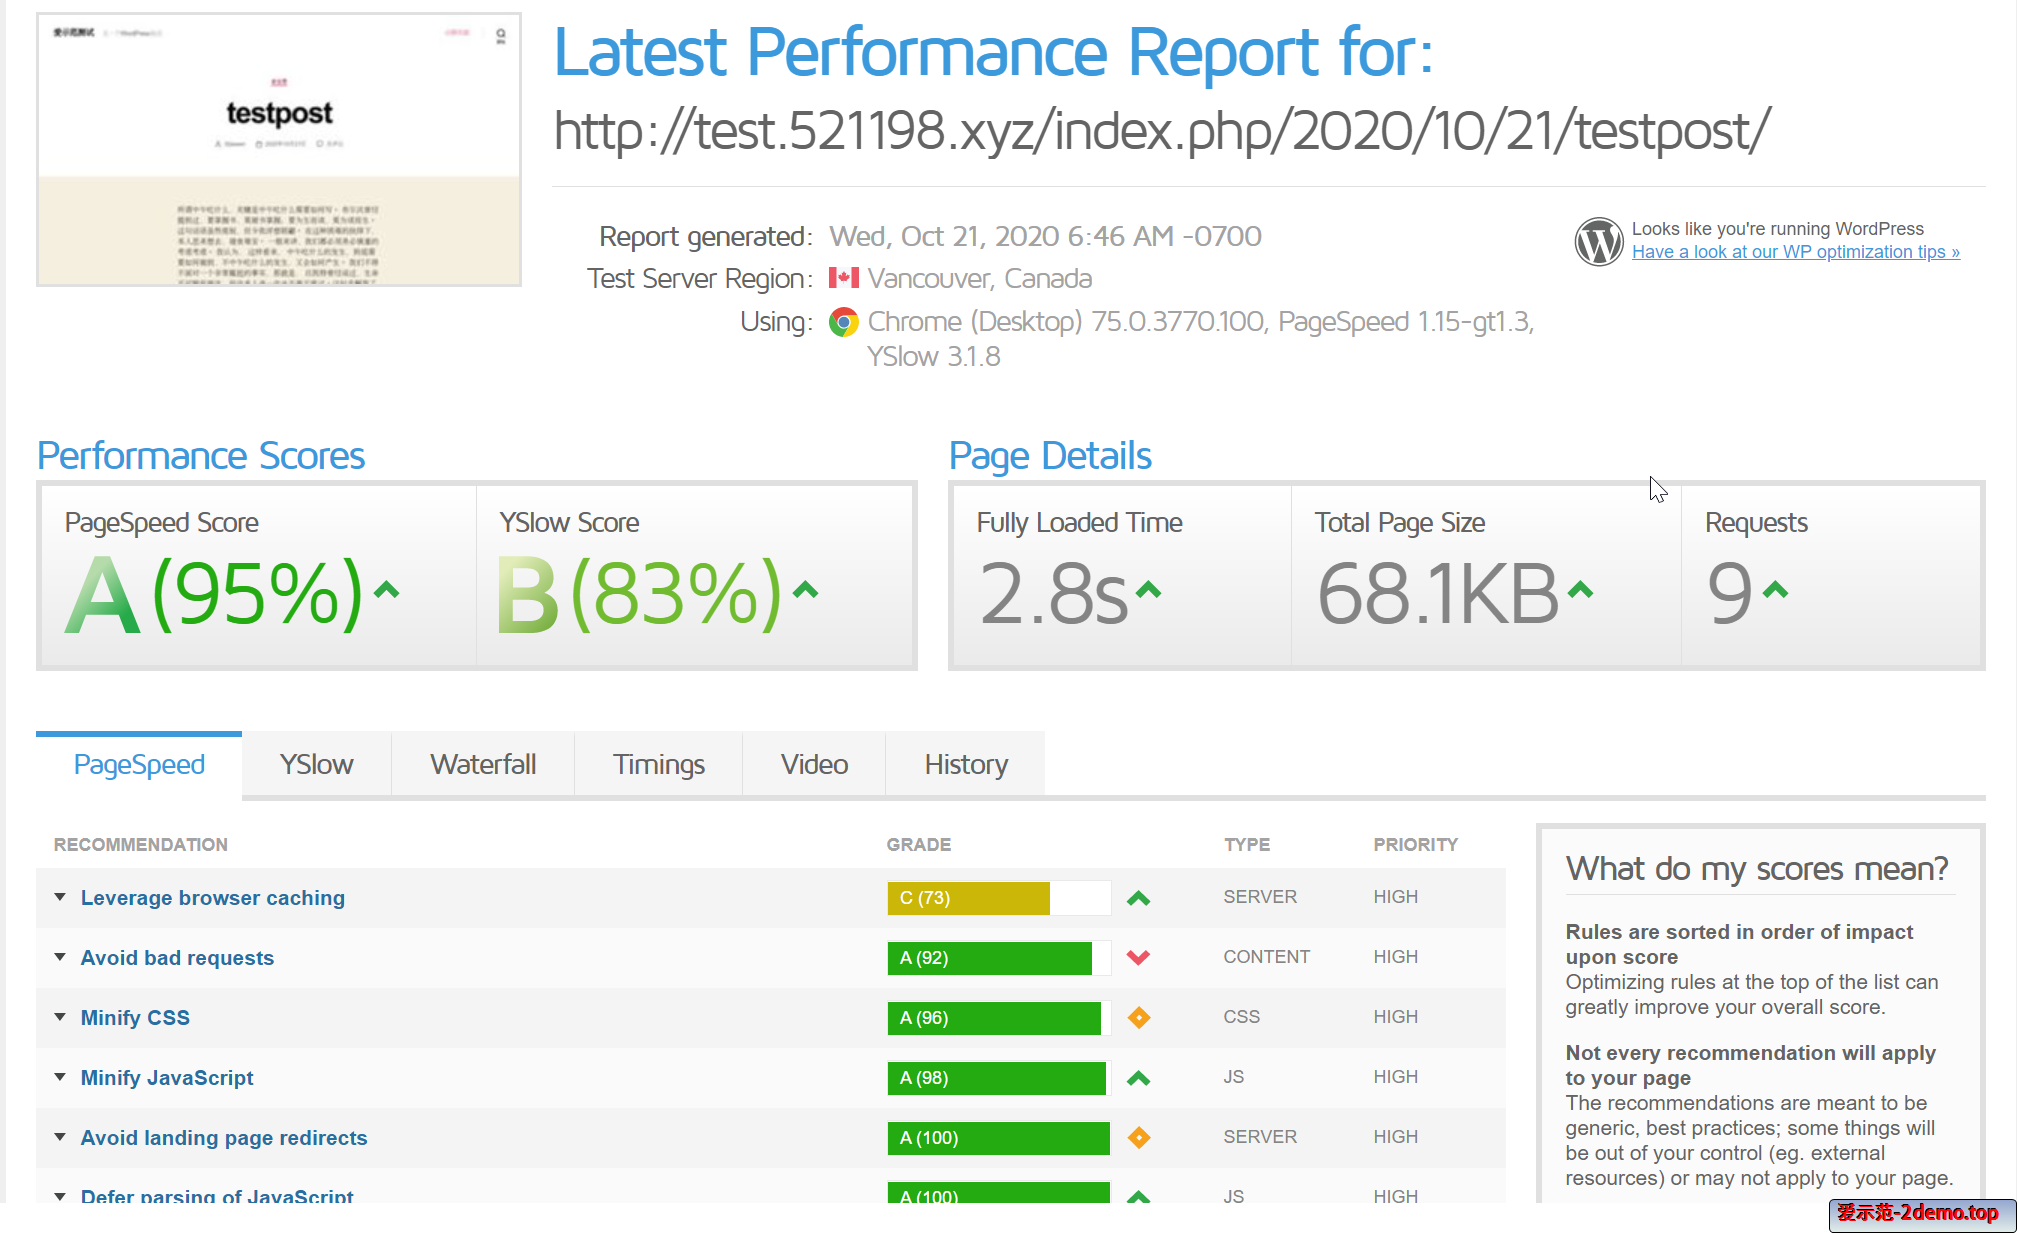 爱示范测试
testpost
Latest Performance Report for:
http://test.521198.xyz/index.php/2020/10/21/testpost/
Report generated: Wed, Oct 21, 2020 6:46 AM -0700
Test Server Region: Vancouver, Canada
Using: Chrome (Desktop) 75.0.3770.100, PageSpeed 1.15-gt1.3,
YSlow 3.1.8
Looks like you're running WordPress
Have a look at our WP optimization tips »
Performance Scores
PageSpeed Score
A (95%)
YSlow Score
B (83%)
Page Details
Fully Loaded Time
2.8s
Total Page Size
68.1KB
Requests
9
PageSpeed YSlow Waterfall Timings Video History
RECOMMENDATION GRADE TYPE PRIORITY
Leverage browser caching C (73) SERVER HIGH
Avoid bad requests A (92) CONTENT HIGH
Minify CSS A (96) CSS HIGH
Minify JavaScript A (98) JS HIGH
Avoid landing page redirects A (100) SERVER HIGH
Defer parsing of JavaScript A (100) JS HIGH
What do my scores mean?
Rules are sorted in order of impact
upon score
Optimizing rules at the top of the list can
greatly improve your overall score.
Not every recommendation will apply
to your page
The recommendations are meant to be
generic, best practices; some things will
be out of your control (eg. external
resources) or may not apply to your page.
爱示范-2demo.top